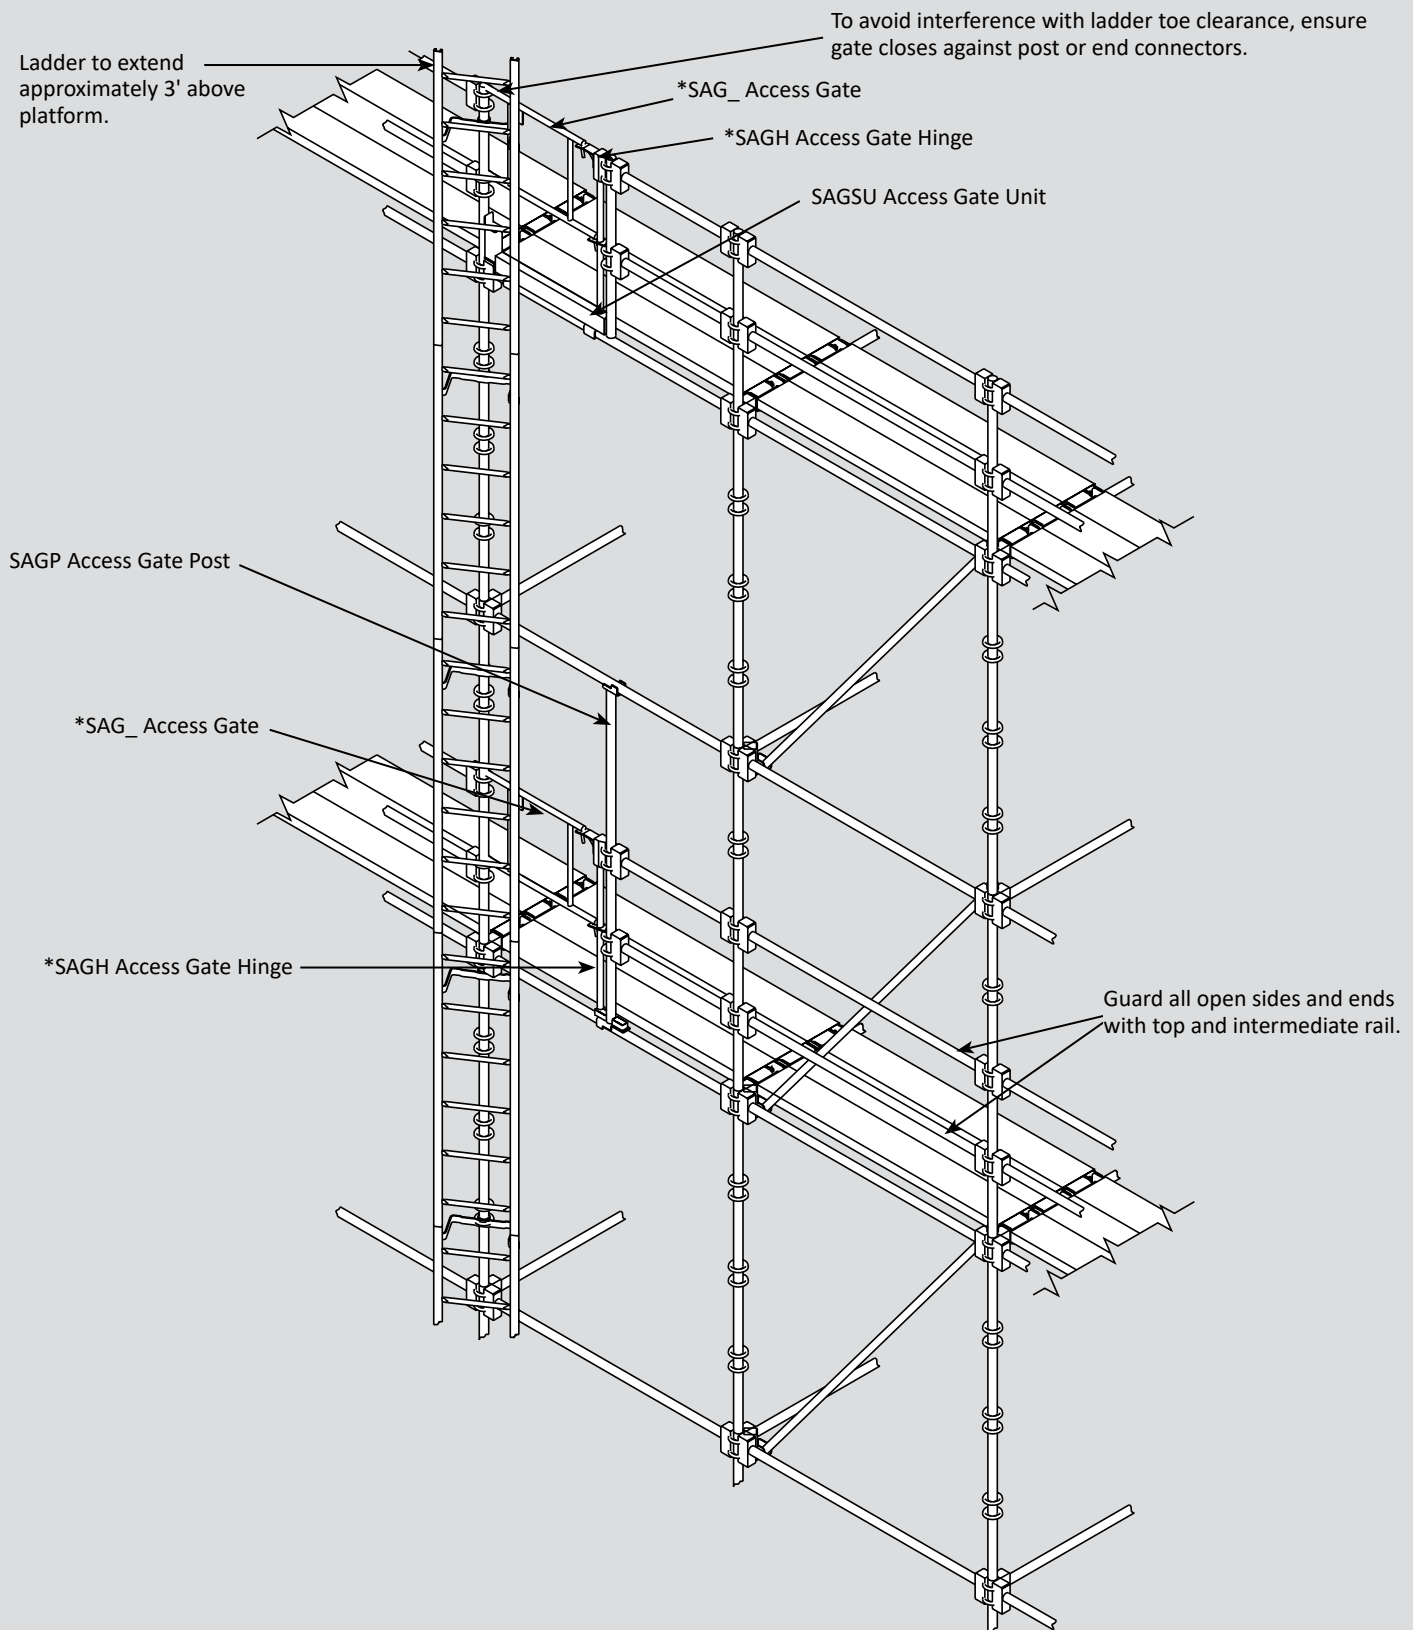 To avoid interference with ladder toe clearance, ensure
gate closes against post or end connectors.
Ladder to extend
approximately 3' above
platform.
*SAG_ Access Gate
*SAGH Access Gate Hinge
SAGSU Access Gate Unit
SAGP Access Gate Post
*SAG_ Access Gate
*SAGH Access Gate Hinge
Guard all open sides and ends
with top and intermediate rail.